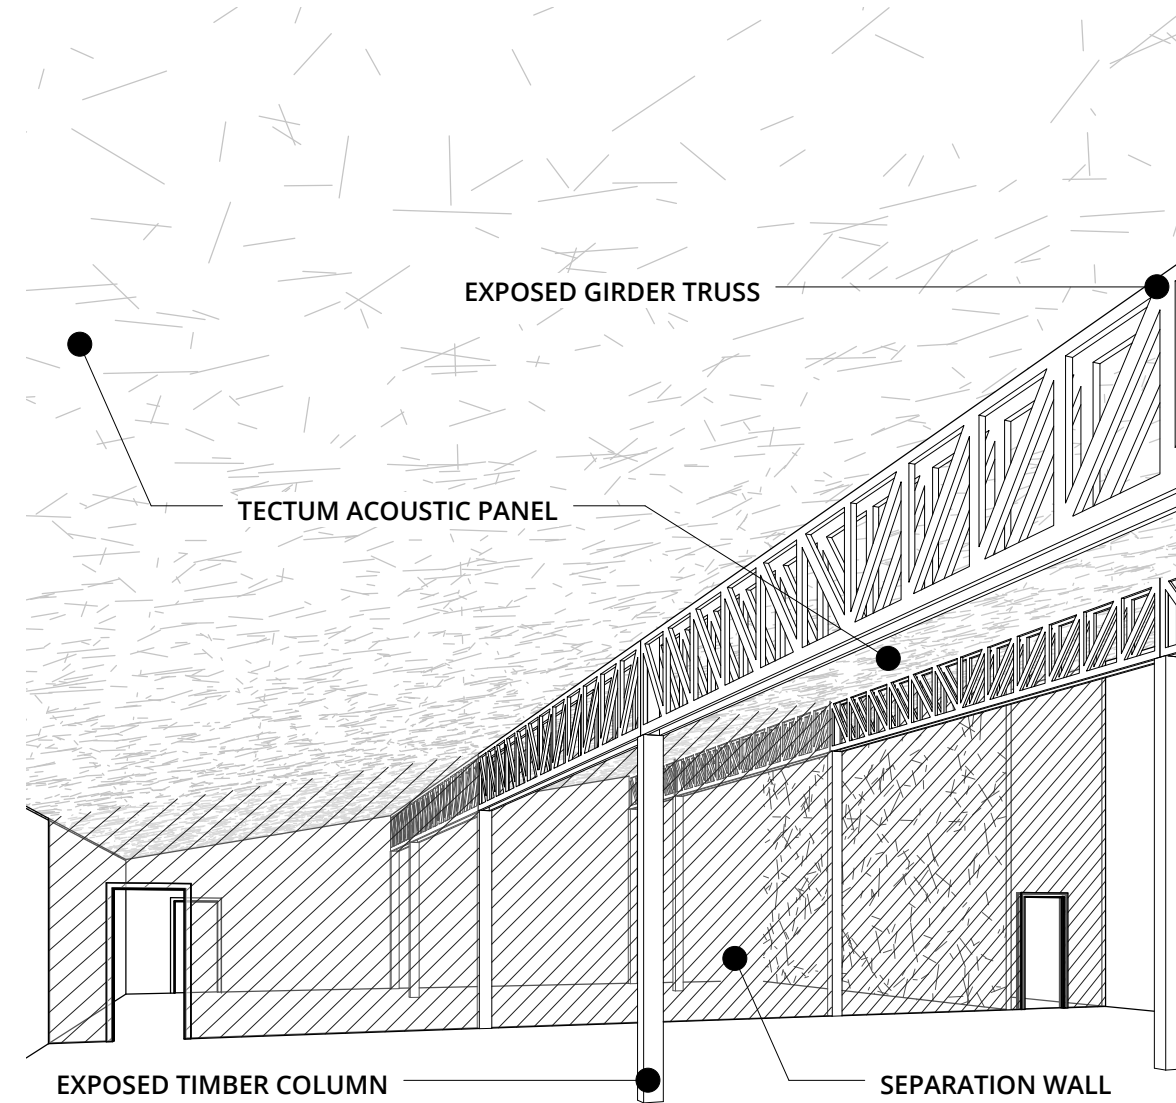 EXPOSED GIRDER TRUSS
TECTUM ACOUSTIC PANEL
EXPOSED TIMBER COLUMN
SEPARATION WALL